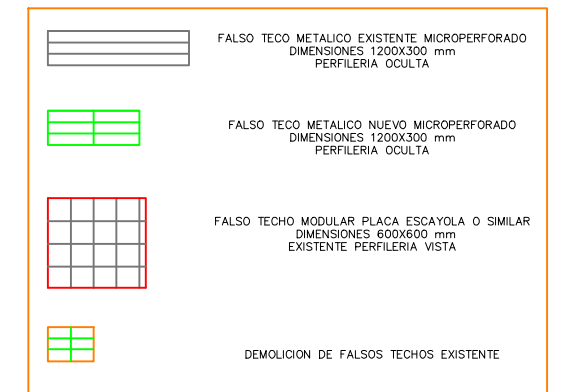 FALSO TECO METALICO EXISTENTE MICROPERFORADO
DIMENSIONES 1200X300 mm
PERFILERIA OCULTA
FALSO TECO METALICO NUEVO MICROPERFORADO
DIMENSIONES 1200X300 mm
PERFILERIA OCULTA
FALSO TECHO MODULAR PLACA ESCAYOLA O SIMILAR
DIMENSIONES 600X600 mm
EXISTENTE PERFILERIA VISTA
DEMOLICION DE FALSOS TECHOS EXISTENTE